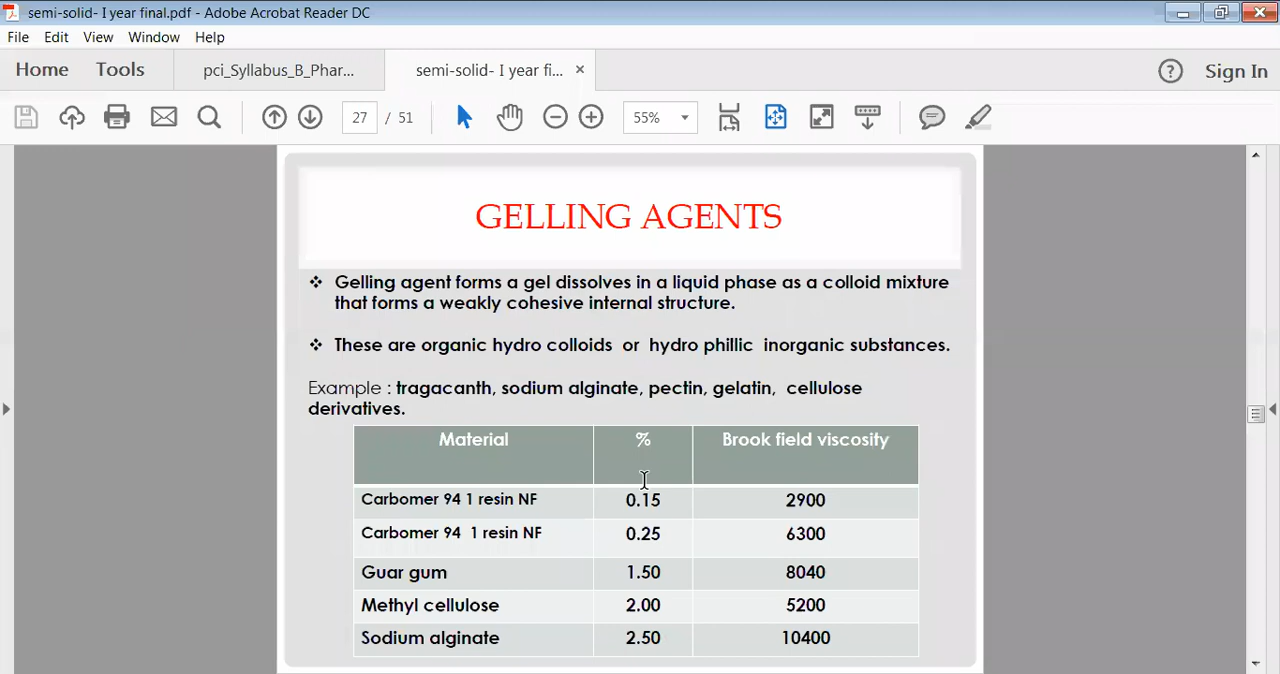 semi-solid- I year final.pdf - Adobe Acrobat Reader DC
File Edit View Window Help
Home Tools pci_Syllabus_B_Phar... semi-solid- I year fi... × Sign In
27 / 51 55%
GELLING AGENTS
❖ Gelling agent forms a gel dissolves in a liquid phase as a colloid mixture
that forms a weakly cohesive internal structure.
❖ These are organic hydro colloids or hydro phillic inorganic substances.
Example : tragacanth, sodium alginate, pectin, gelatin, cellulose
derivatives.
Material % Brook field viscosity
Carbomer 94 1 resin NF 0.15 2900
Carbomer 94 1 resin NF 0.25 6300
Guar gum 1.50 8040
Methyl cellulose 2.00 5200
Sodium alginate 2.50 10400